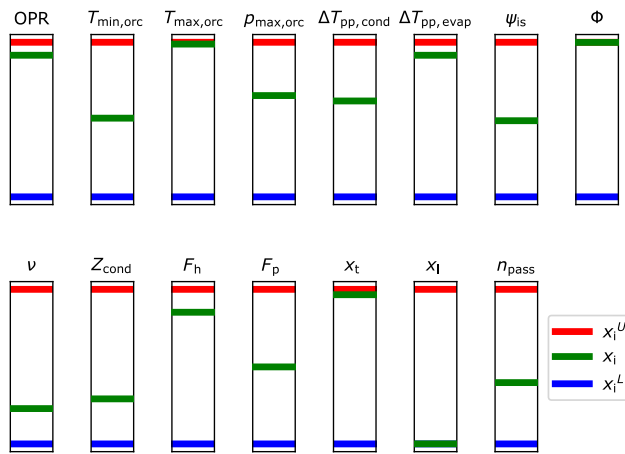 OPR T_min,orc T_max,orc p_max,orc ΔT_pp,cond ΔT_pp,evap ψ_is Φ
ν Z_cond F_h F_p x_t x_l n_pass
x_i^U
x_i
x_i^L